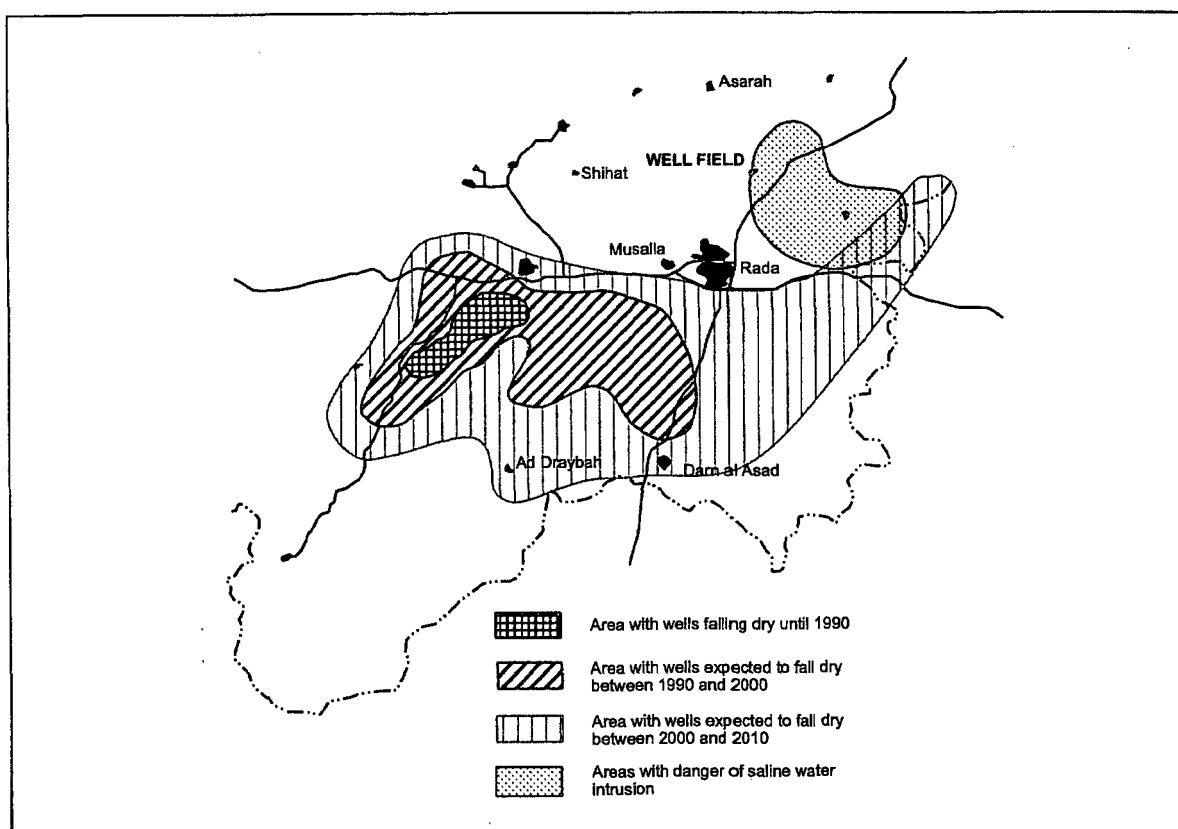 Asarah
WELL FIELD
Shihat
Musalla
Rada
Ad Draybah
Dam al Asad
Area with wells falling dry until 1990
Area with wells expected to fall dry
between 1990 and 2000
Area with wells expected to fall dry
between 2000 and 2010
Areas with danger of saline water
intrusion